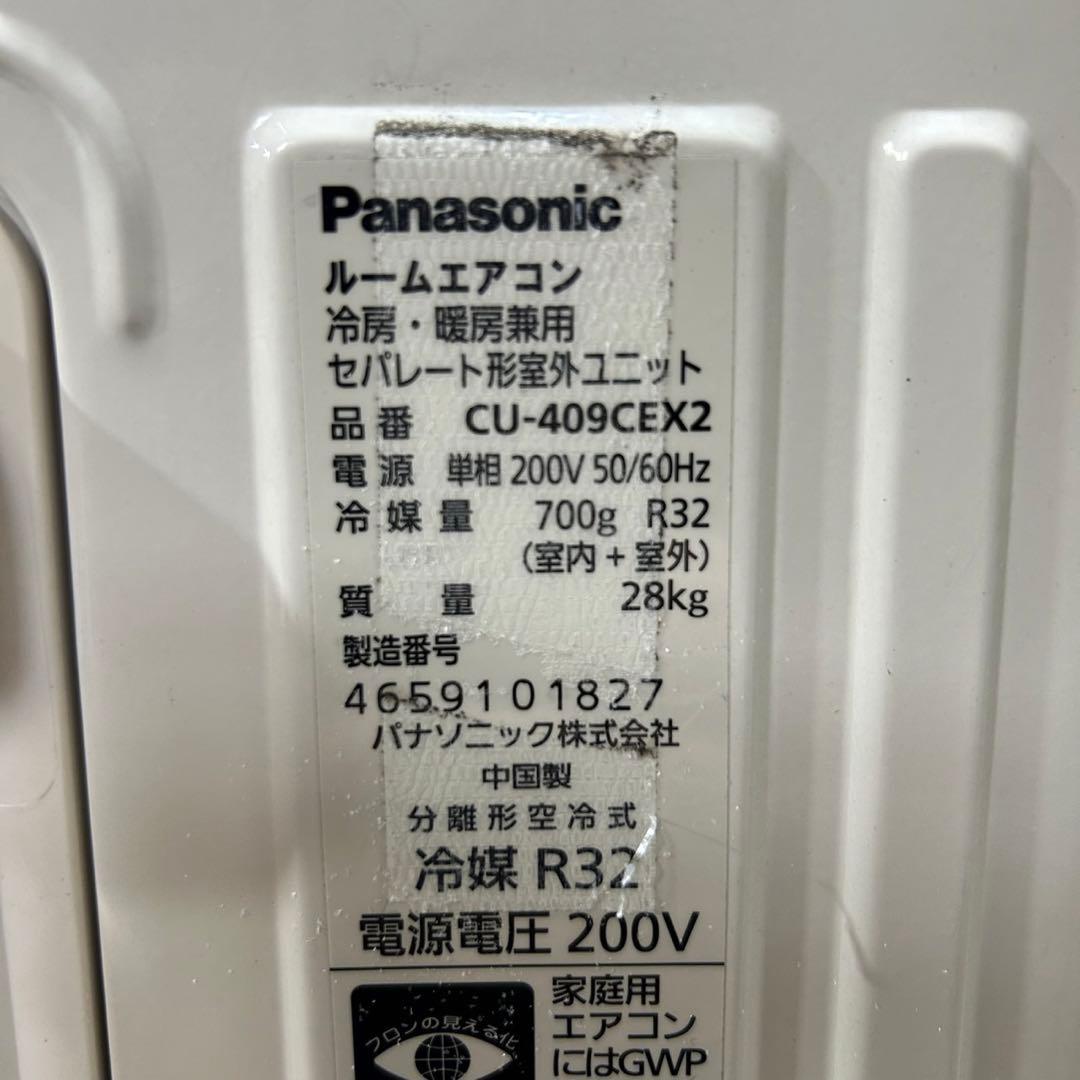 Panasonic
ルームエアコン
冷房・暖房兼用
セパレート形室外ユニット
品番 CU-409CEX2
電源 単相 200V 50/60Hz
冷媒量 700g R32
（室内 + 室外）
質量 28kg
製造番号
4659101827
パナソニック株式会社
中国製
分離形空冷式
冷媒 R32
電源電圧 200V
フロンの見える化
家庭用
エアコン
にはGWP